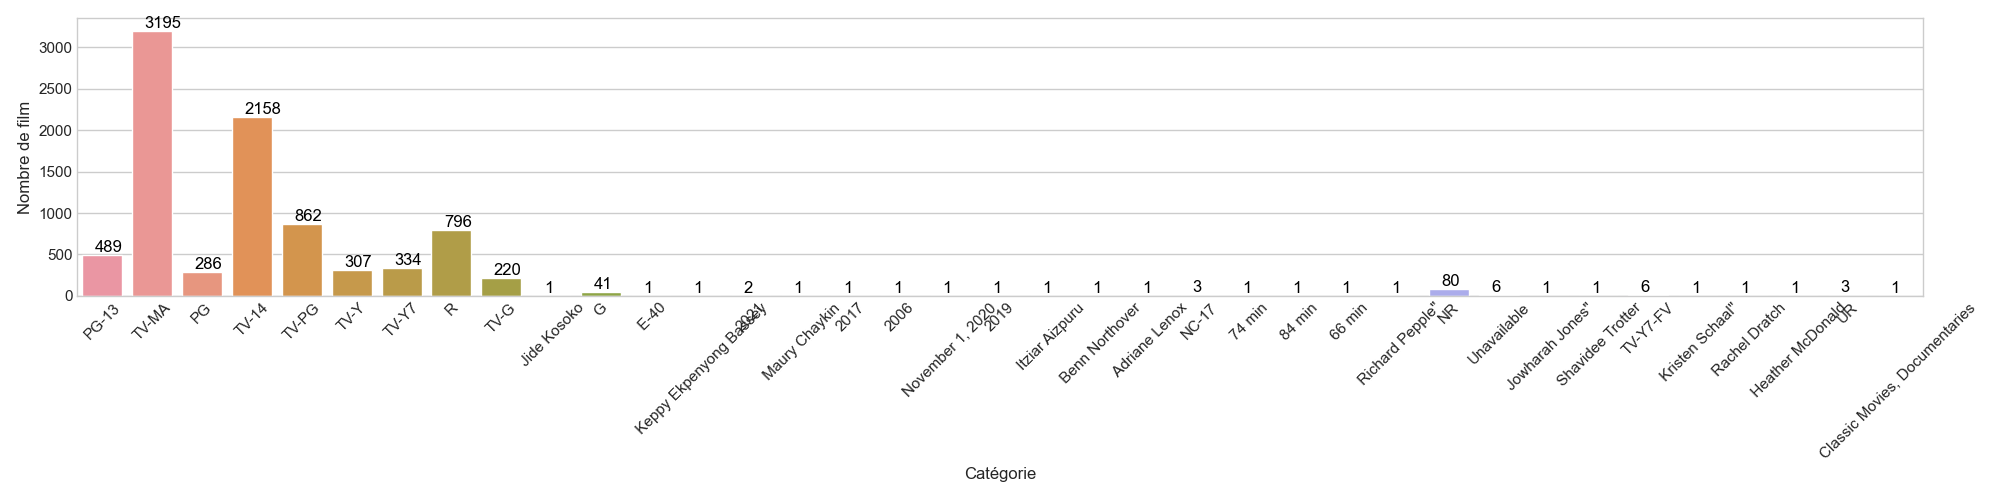 Nombre de film
3000
2500
2000
1500
1000
500
0
489
3195
286
2158
862
307
334
796
220
1
41
1
1
2
1
1
1
1
1
1
1
1
3
1
1
1
1
80
6
1
1
6
1
1
1
3
1
PG-13
TV-MA
PG
TV-14
TV-PG
TV-Y
TV-Y7
R
TV-G
Jide Kosoko
G
E-40
Keppy Ekpenyong Bassey
2021
Maury Chaykin
2017
2006
November 1, 2020
2019
Itziar Aizpuru
Benn Northover
Adriane Lenox
NC-17
74 min
84 min
66 min
Richard Pepple"
NR
Unavailable
Jowharah Jones"
Shavidee Trotter
TV-Y7-FV
Kristen Schaal"
Rachel Dratch
Heather McDonald
UR
Classic Movies, Documentaries
Catégorie